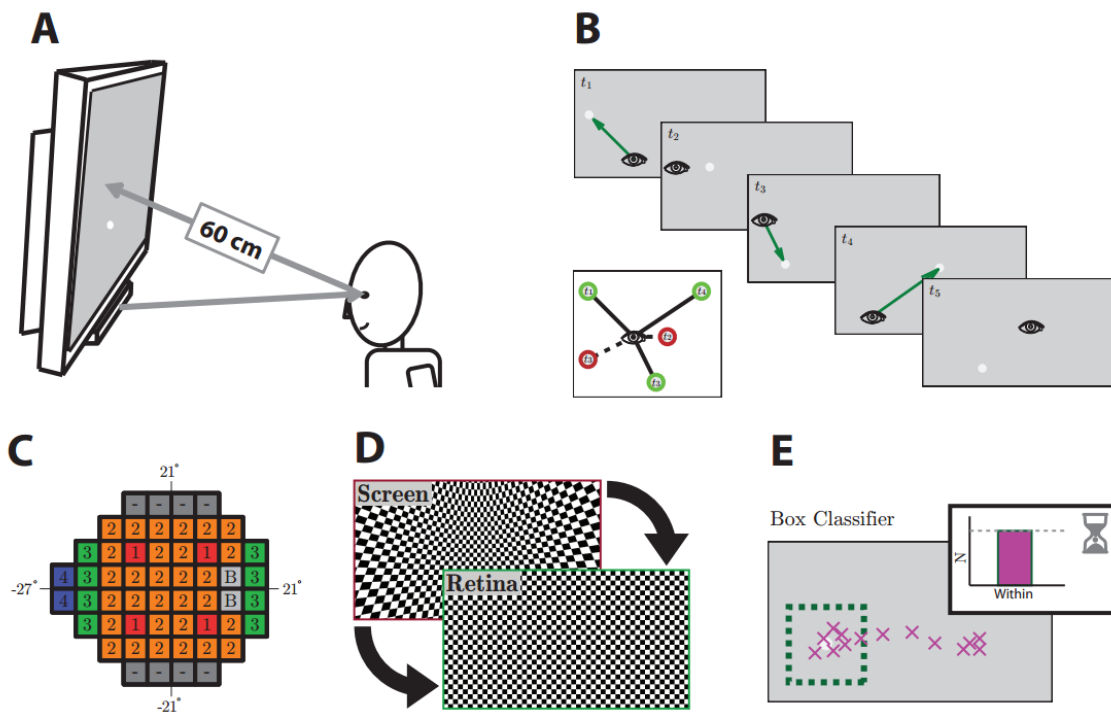 A
60 cm
B
t1
t2
t3
t4
t5
t1
t4
t2
t5
t3
C
21°
- - - -
2 2 2 2 2 2
3 2 1 2 2 1 2 3
4 3 2 2 2 2 2 B 3
-27°
21°
4 3 2 2 2 2 2 B 3
3 2 1 2 2 1 2 3
2 2 2 2 2 2
- - - -
-21°
D
Screen
Retina
E
Box Classifier
N
Within